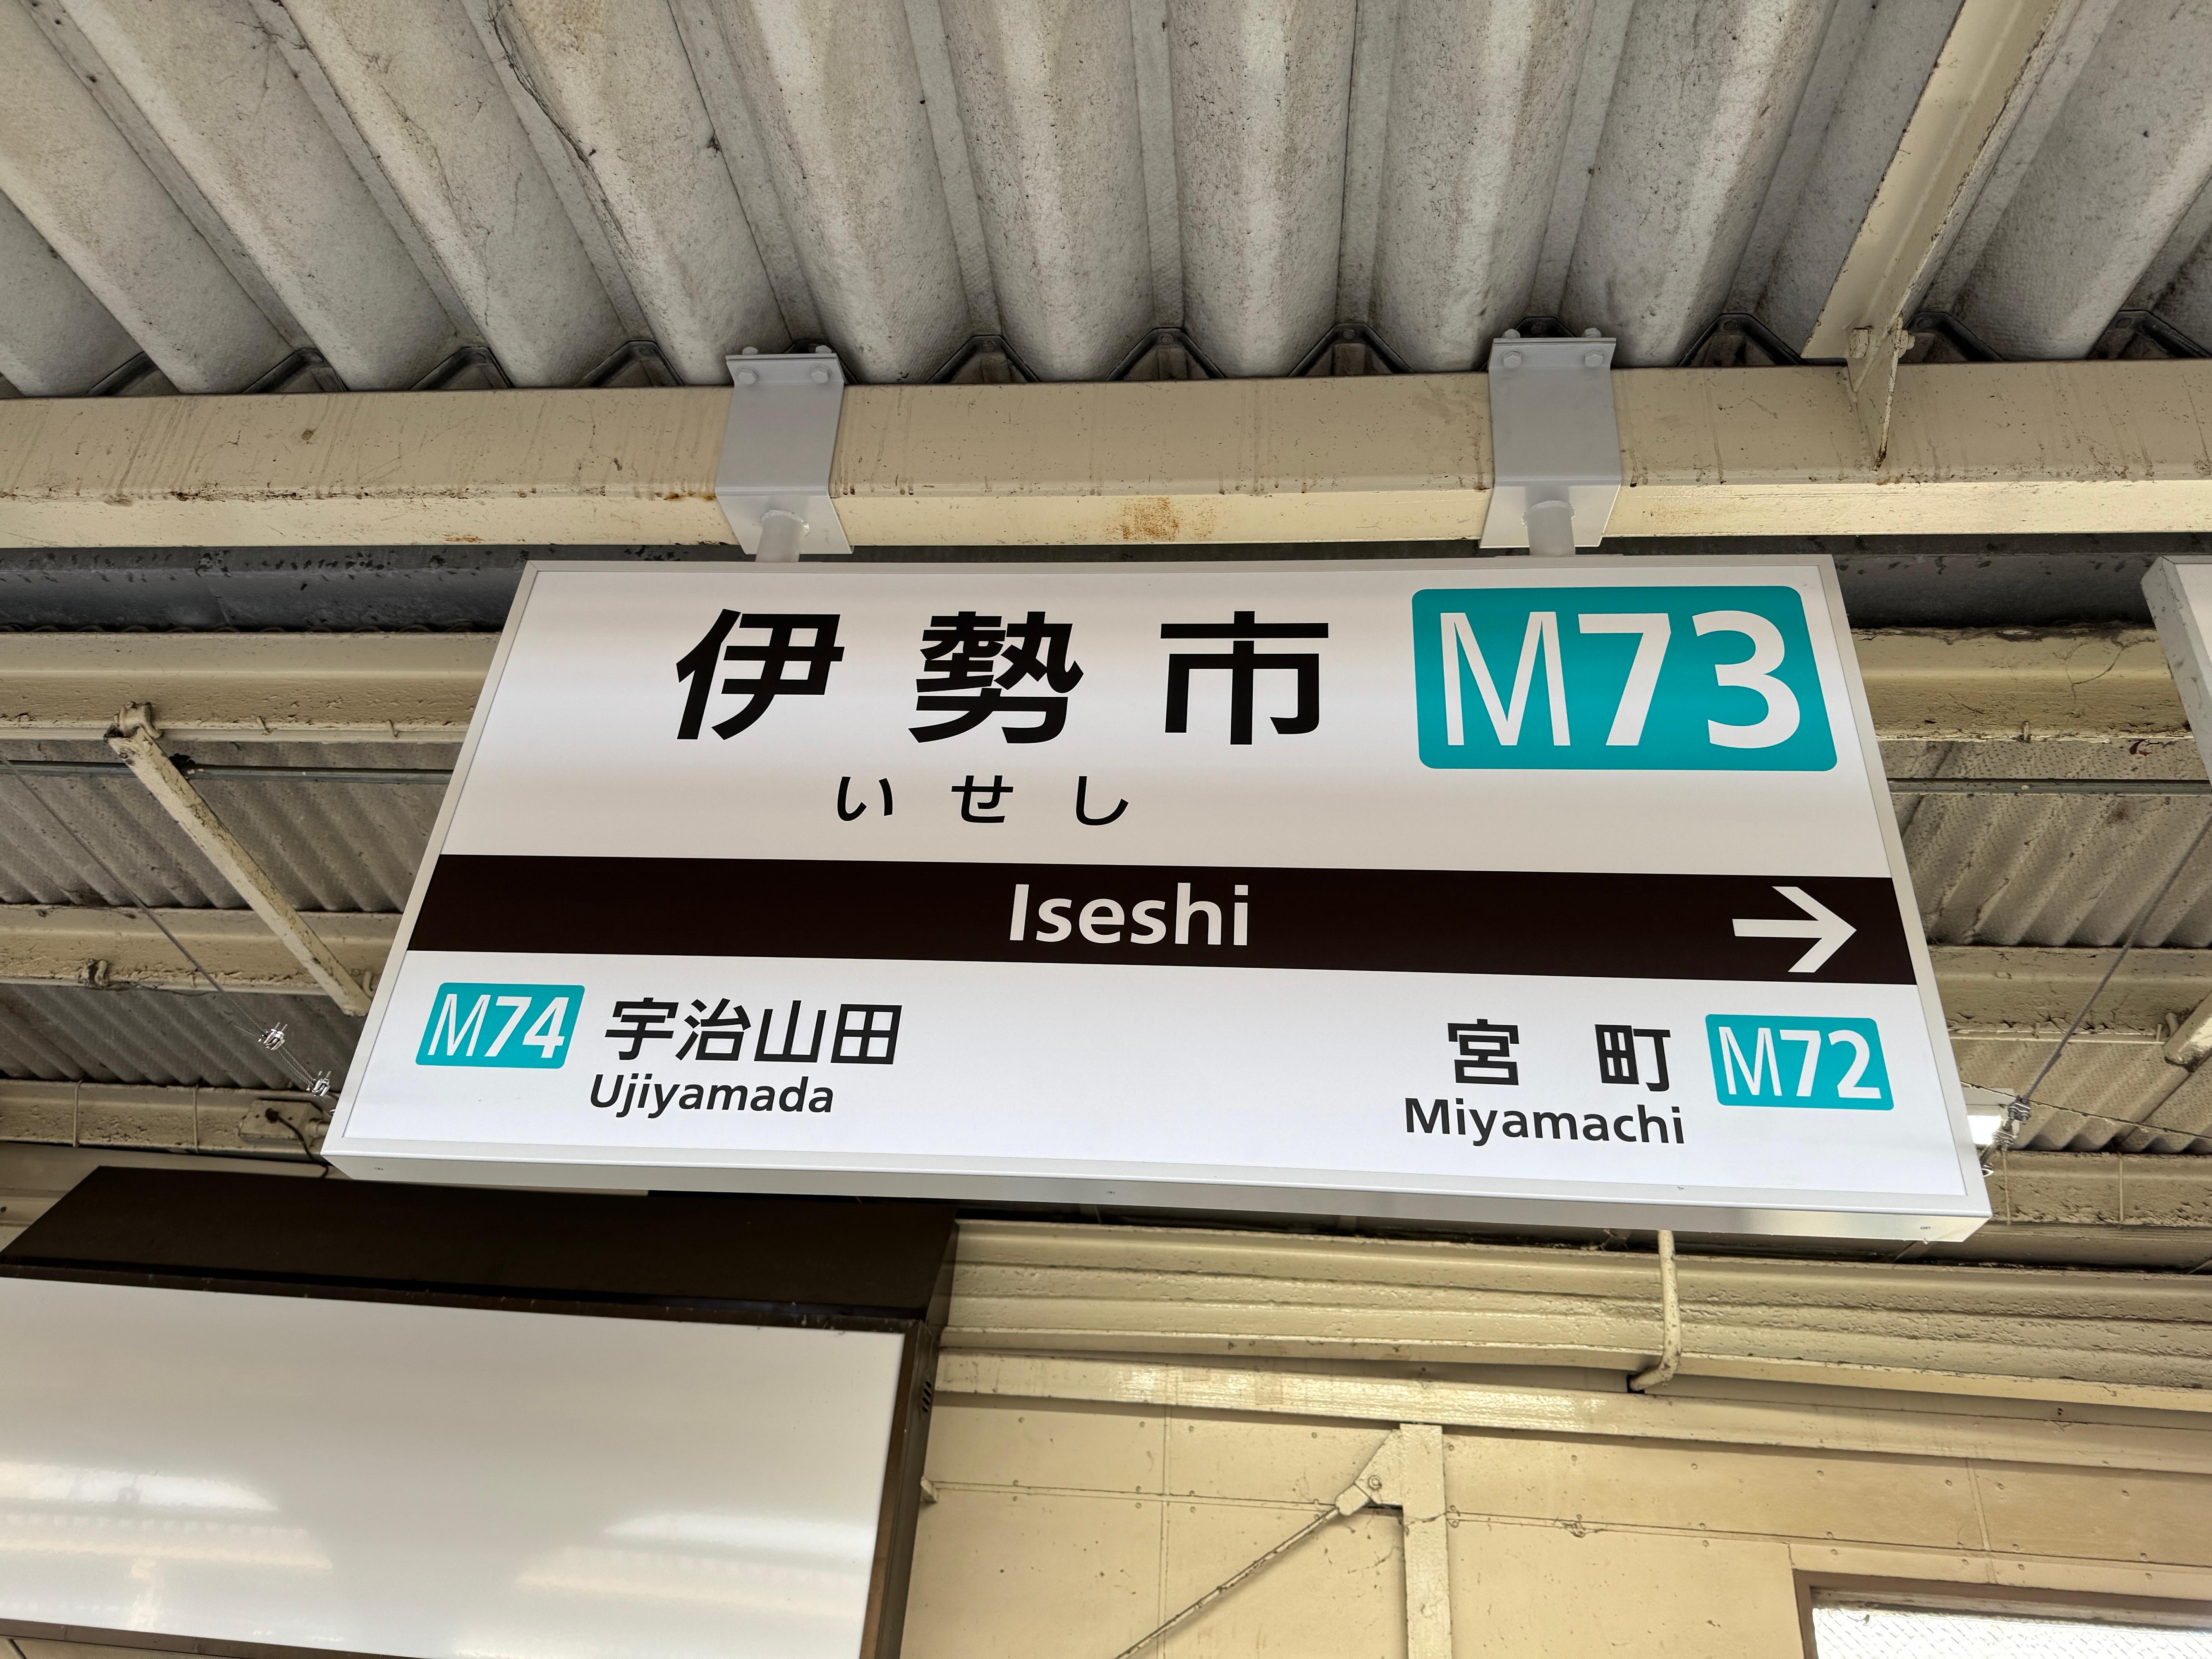 伊勢市 M73
いせし
Iseshi →
M74 宇治山田 宮町 M72
Ujiyamada Miyamachi